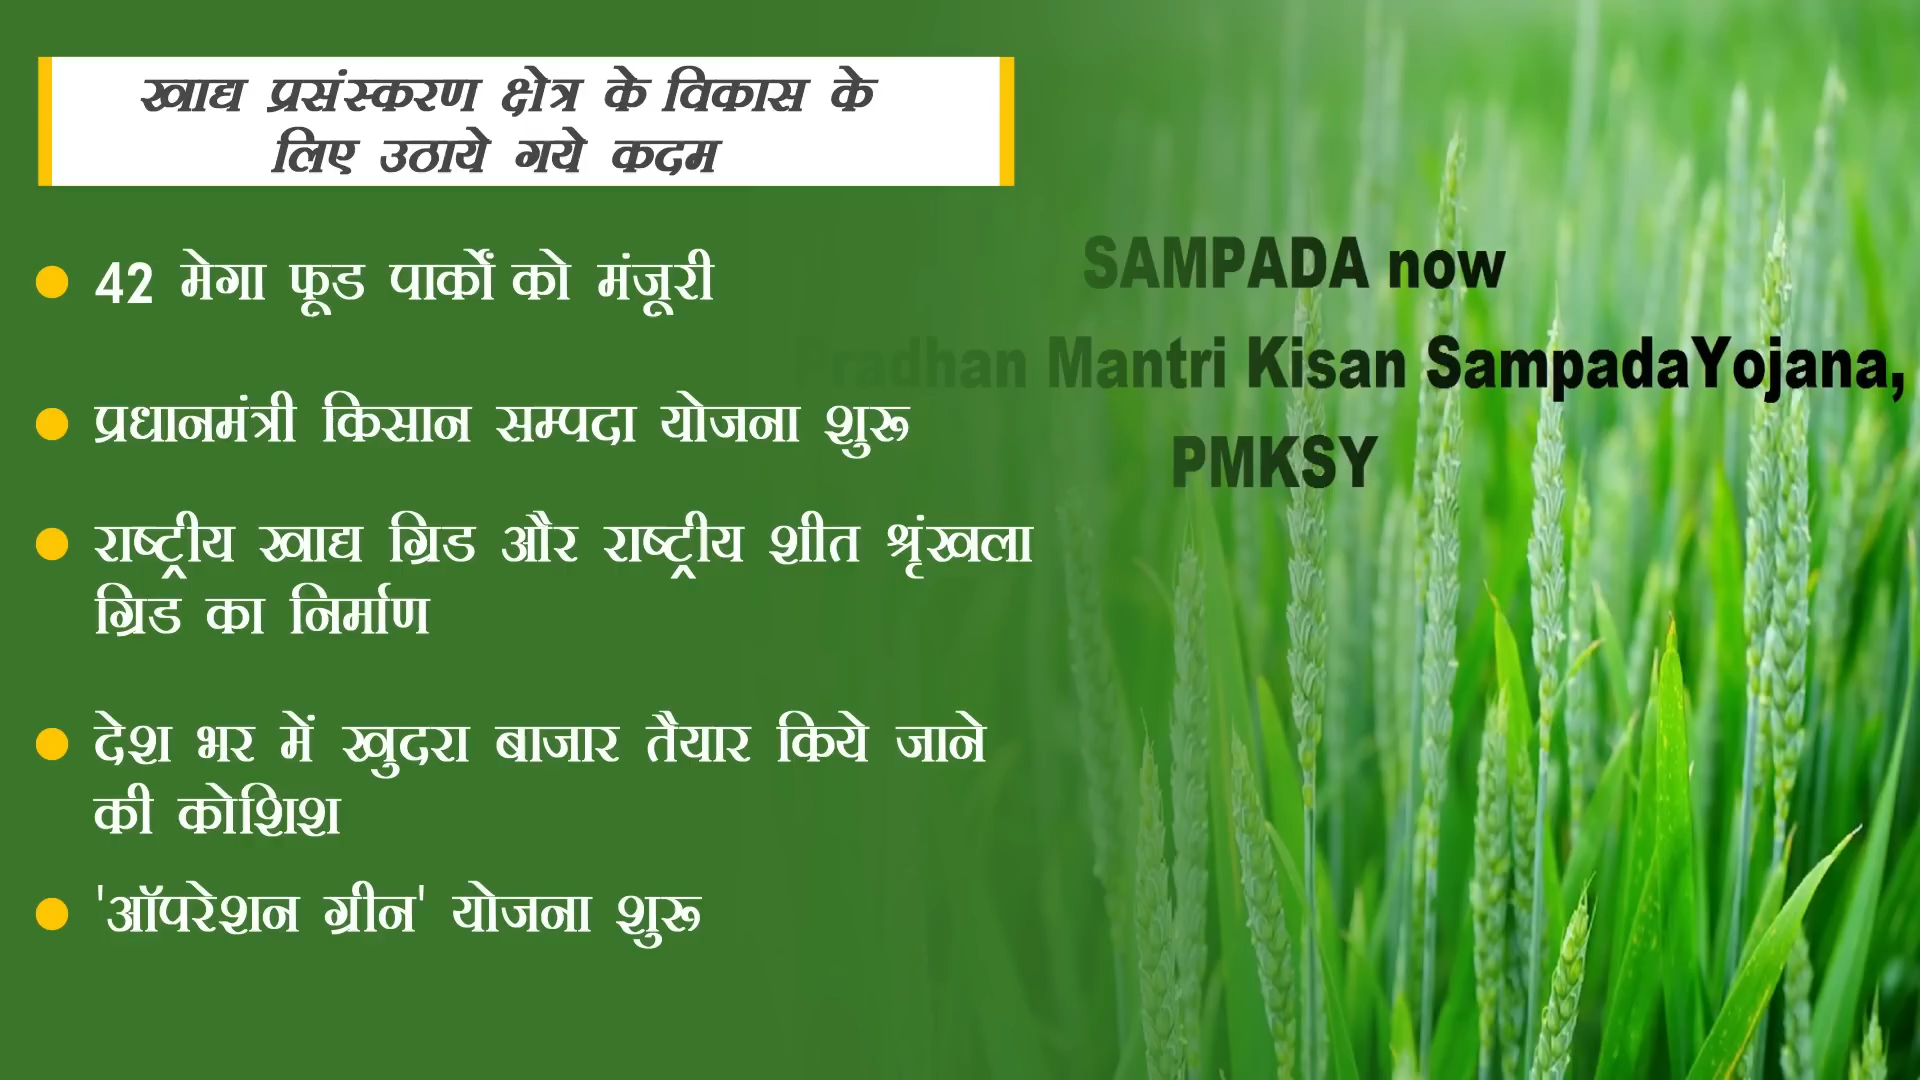 खाद्य प्रसंस्करण क्षेत्र के विकास के
लिए उठाये गये कदम
42 मेगा फूड पार्कों को मंजूरी
प्रधानमंत्री किसान सम्पदा योजना शुरू
राष्ट्रीय खाद्य ग्रिड और राष्ट्रीय शीत श्रृंखला
ग्रिड का निर्माण
देश भर में खुदरा बाजार तैयार किये जाने
की कोशिश
'ऑपरेशन ग्रीन' योजना शुरू
SAMPADA now
Pradhan Mantri Kisan SampadaYojana,
PMKSY